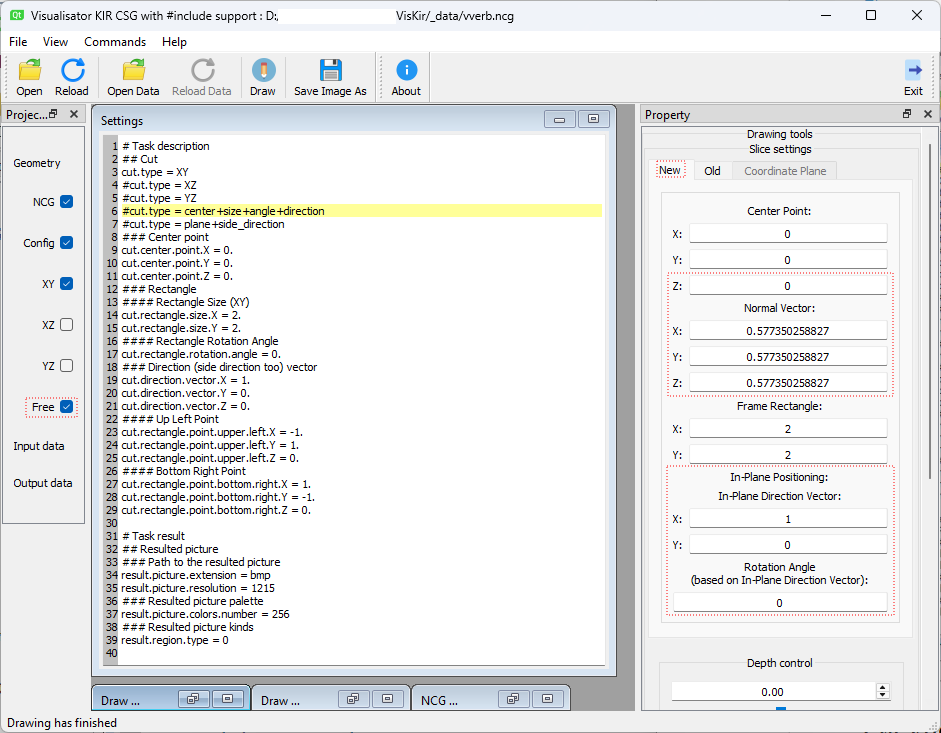 Visualisator KIR CSG with #include support : D:, VisKir/_data/vverb.ncg
File View Commands Help
Open Reload Open Data Reload Data Draw Save Image As About Exit
Projec...
Geometry
NCG
Config
XY
XZ
YZ
Free
Input data
Output data
Settings
1 # Task description
2 ## Cut
3 cut.type = XY
4 #cut.type = XZ
5 #cut.type = YZ
6 #cut.type = center+size+angle+direction
7 #cut.type = plane+side_direction
8 ### Center point
9 cut.center.point.X = 0.
10 cut.center.point.Y = 0.
11 cut.center.point.Z = 0.
12 ### Rectangle
13 #### Rectangle Size (XY)
14 cut.rectangle.size.X = 2.
15 cut.rectangle.size.Y = 2.
16 #### Rectangle Rotation Angle
17 cut.rectangle.rotation.angle = 0.
18 ### Direction (side direction too) vector
19 cut.direction.vector.X = 1.
20 cut.direction.vector.Y = 0.
21 cut.direction.vector.Z = 0.
22 #### Up Left Point
23 cut.rectangle.point.upper.left.X = -1.
24 cut.rectangle.point.upper.left.Y = 1.
25 cut.rectangle.point.upper.left.Z = 0.
26 #### Bottom Right Point
27 cut.rectangle.point.bottom.right.X = 1.
28 cut.rectangle.point.bottom.right.Y = -1.
29 cut.rectangle.point.bottom.right.Z = 0.
30
31 # Task result
32 ## Resulted picture
33 ### Path to the resulted picture
34 result.picture.extension = bmp
35 result.picture.resolution = 1215
36 ### Resulted picture palette
37 result.picture.colors.number = 256
38 ### Resulted picture kinds
39 result.region.type = 0
40
Draw ...
Draw ...
NCG ...
Property
Drawing tools
Slice settings
New Old Coordinate Plane
Center Point:
X: 0
Y: 0
Z: 0
Normal Vector:
X: 0.577350258827
Y: 0.577350258827
Z: 0.577350258827
Frame Rectangle:
X: 2
Y: 2
In-Plane Positioning:
In-Plane Direction Vector:
X: 1
Y: 0
Rotation Angle
(based on In-Plane Direction Vector):
0
Depth control
0.00
Drawing has finished